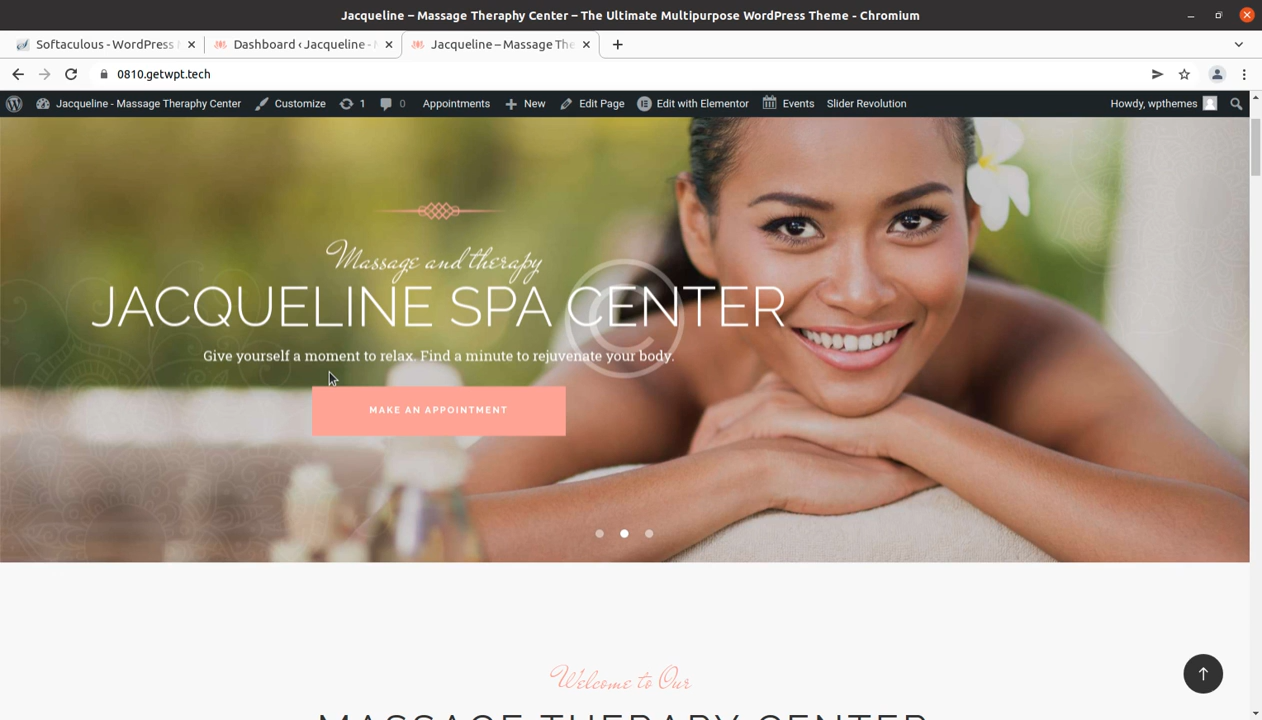 Jacqueline – Massage Theraphy Center – The Ultimate Multipurpose WordPress Theme - Chromium
Softaculous - WordPress
Dashboard ‹ Jacqueline -
Jacqueline – Massage The
0810.getwpt.tech
Jacqueline - Massage Theraphy Center
Customize
1
0
Appointments
New
Edit Page
Edit with Elementor
Events
Slider Revolution
Howdy, wpthemes
Massage and therapy
JACQUELINE SPA CENTER
Give yourself a moment to relax. Find a minute to rejuvenate your body.
MAKE AN APPOINTMENT
Welcome to Our
MASSAGE THERAPY CENTER